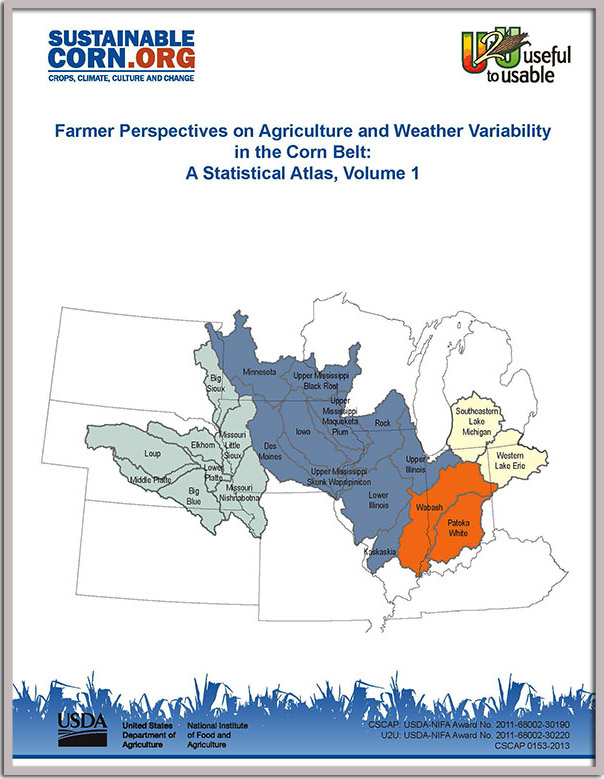 SUSTAINABLE
CORN.ORG
CROPS, CLIMATE, CULTURE AND CHANGE
U2U useful
to usable
Farmer Perspectives on Agriculture and Weather Variability
in the Corn Belt:
A Statistical Atlas, Volume 1
Big
Sioux
Minnesota
Upper Mississippi
Black Root
Upper
Mississippi
Maquoketa
Plum
Rock
Southeastern
Lake
Michigan
Western
Lake Erie
Loup
Elkhorn
Missouri
Little
Sioux
Des
Moines
Iowa
Upper
Illinois
Middle Platte
Lower
Platte
Big
Blue
Missouri
Nishnabotna
Upper Mississippi
Skunk Wapsipinicon
Lower
Illinois
Wabash
Patoka
White
Kaskaskia
USDA
United States
Department of
Agriculture
National Institute
of Food and
Agriculture
CSCAP: USDA-NIFA Award No. 2011-68002-30190
U2U: USDA-NIFA Award No. 2011-68002-30220
CSCAP 0153-2013